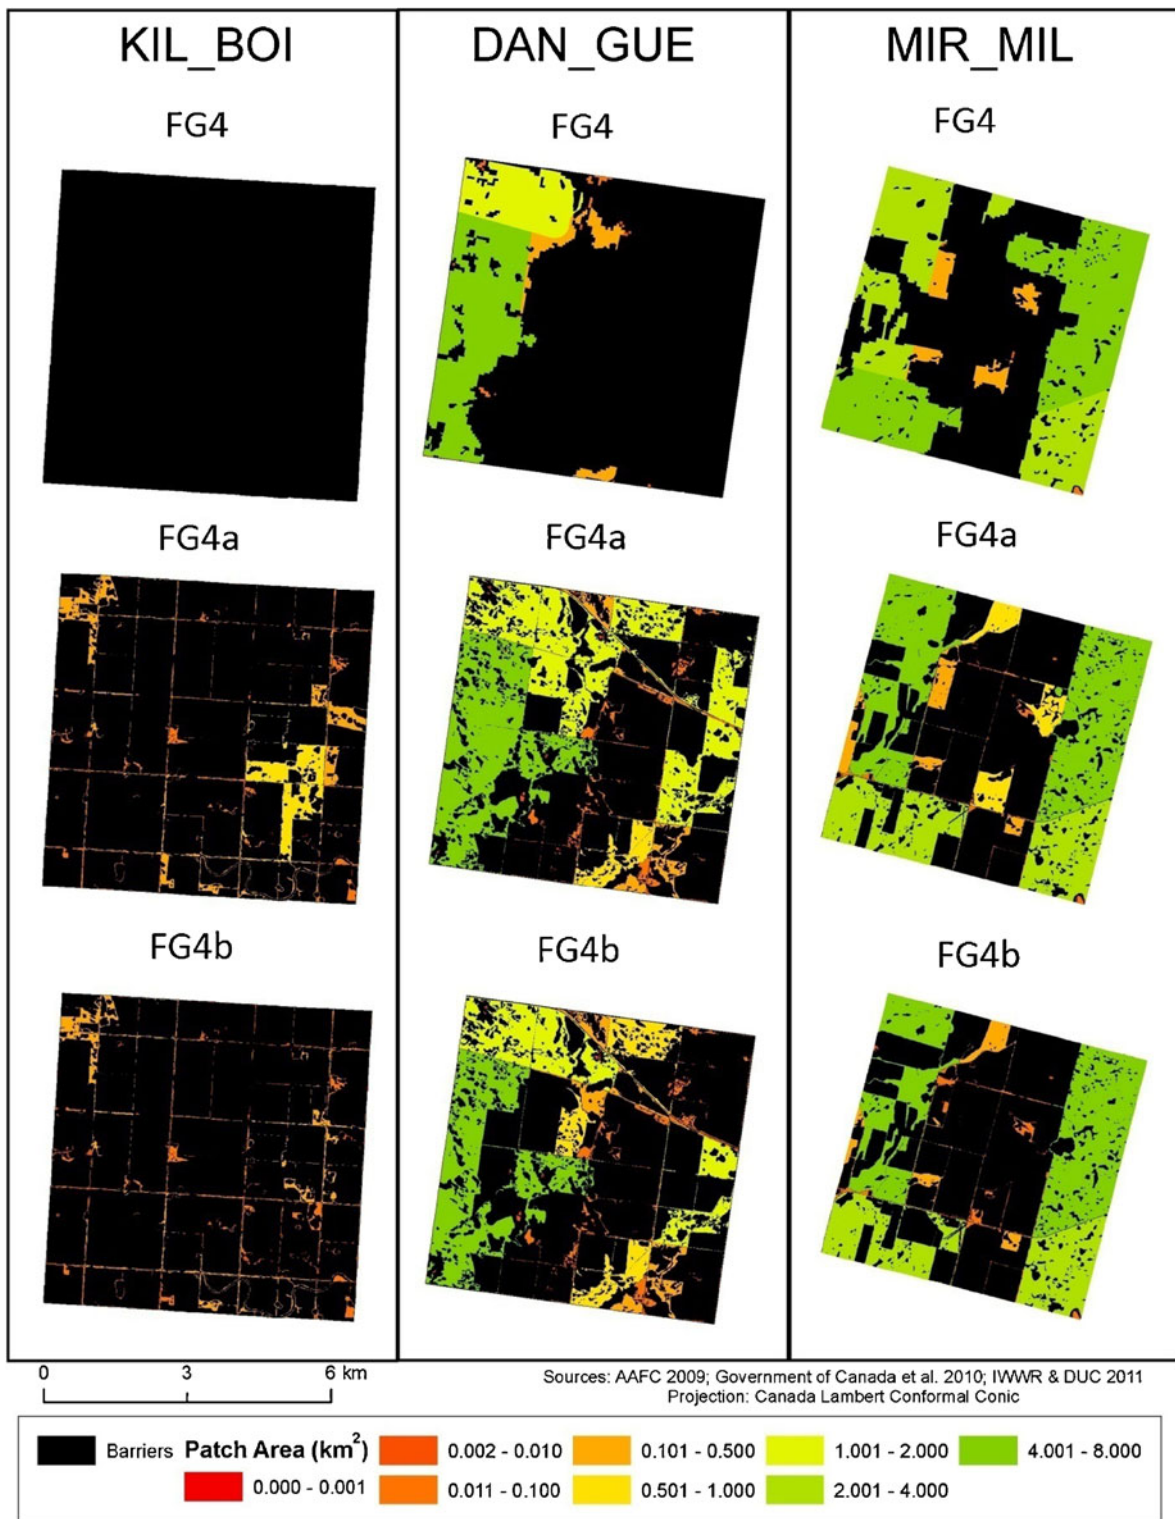 KIL_BOI DAN_GUE MIR_MIL
FG4 FG4 FG4
FG4a FG4a FG4a
FG4b FG4b FG4b
0 3 6 km
Sources: AAFC 2009; Government of Canada et al. 2010; IWWR & DUC 2011
Projection: Canada Lambert Conformal Conic
Barriers Patch Area (km²) 0.002 - 0.010 0.101 - 0.500 1.001 - 2.000 4.001 - 8.000
0.000 - 0.001 0.011 - 0.100 0.501 - 1.000 2.001 - 4.000